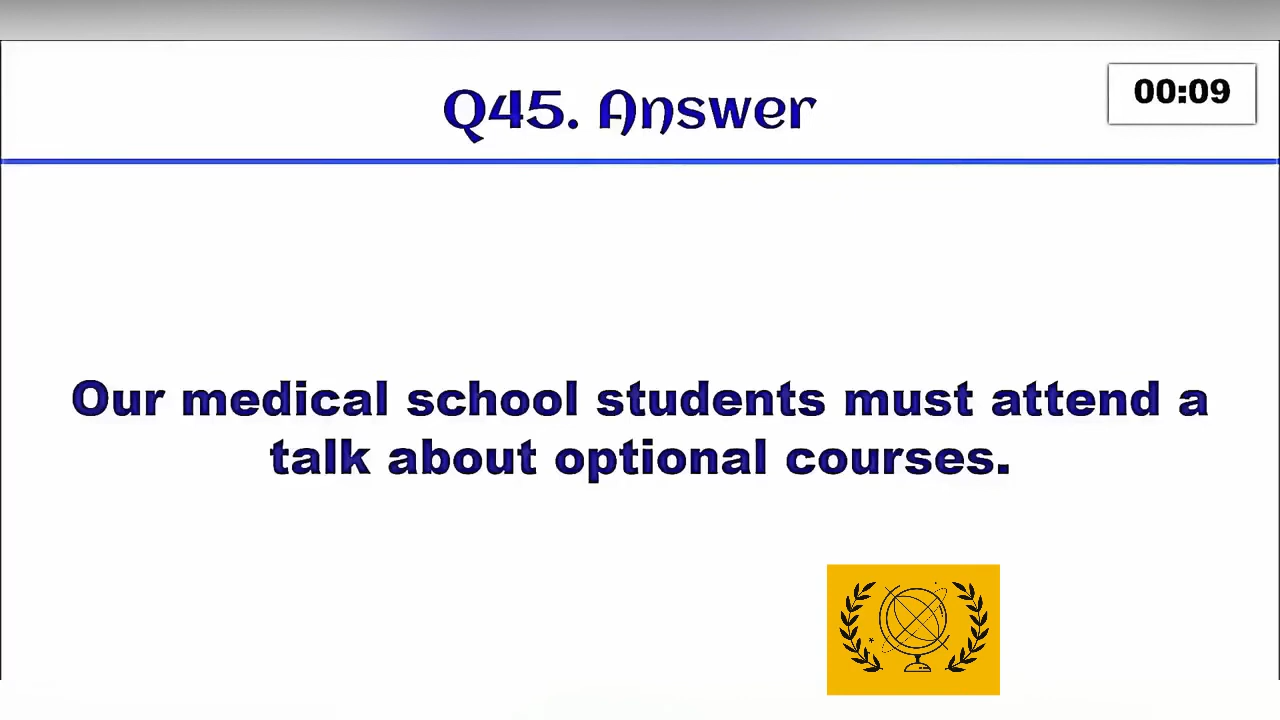 Q45. Answer
00:09
Our medical school students must attend a
talk about optional courses.